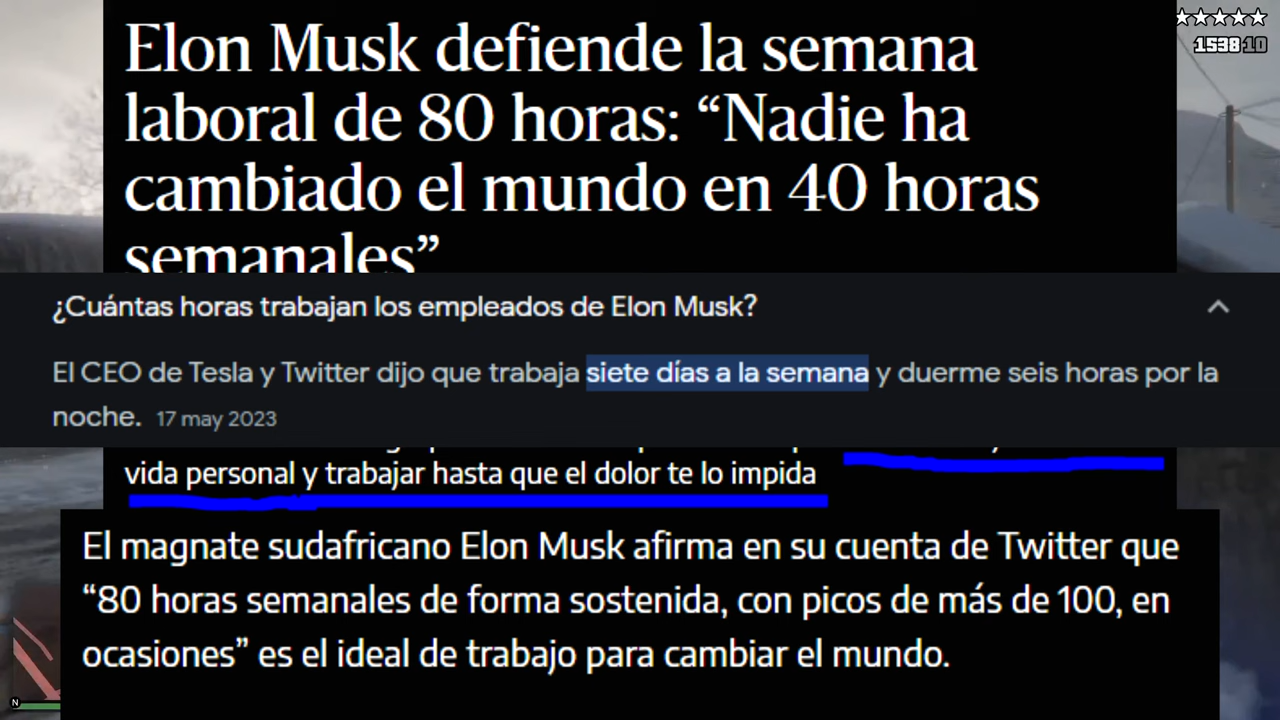 Elon Musk defiende la semana
laboral de 80 horas: “Nadie ha
cambiado el mundo en 40 horas
semanales”
153810
¿Cuántas horas trabajan los empleados de Elon Musk?
El CEO de Tesla y Twitter dijo que trabaja siete días a la semana y duerme seis horas por la
noche. 17 may 2023
vida personal y trabajar hasta que el dolor te lo impida
El magnate sudafricano Elon Musk afirma en su cuenta de Twitter que
“80 horas semanales de forma sostenida, con picos de más de 100, en
ocasiones” es el ideal de trabajo para cambiar el mundo.
N